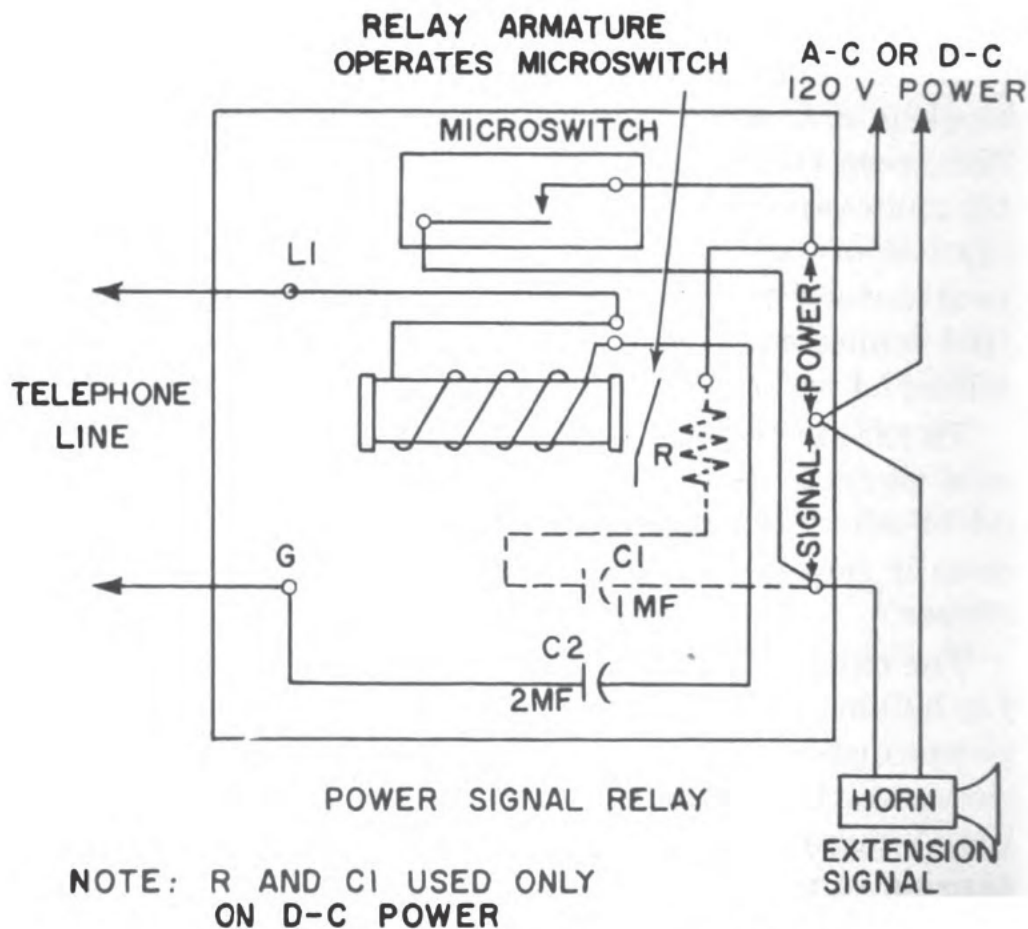 RELAY ARMATURE
OPERATES MICROSWITCH
A-C OR D-C
120 V POWER
MICROSWITCH
L1
POWER
TELEPHONE
LINE
R
SIGNAL
G
C1
1MF
C2
2MF
HORN
POWER SIGNAL RELAY
EXTENSION
SIGNAL
NOTE: R AND C1 USED ONLY
ON D-C POWER